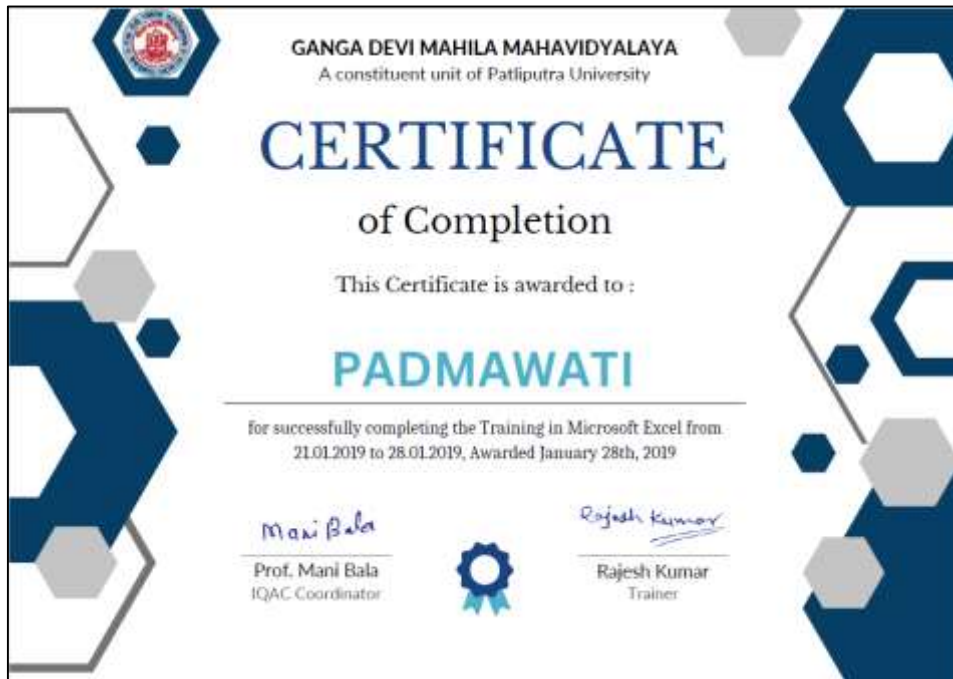 GANGA DEVI MAHILA MAHAVIDYALAYA
A constituent unit of Patliputra University
CERTIFICATE
of Completion
This Certificate is awarded to :
PADMAWATI
for successfully completing the Training in Microsoft Excel from
21.01.2019 to 28.01.2019, Awarded January 28th, 2019
Mani Bala
Rajesh Kumar
Prof. Mani Bala
Rajesh Kumar
IQAC Coordinator
Trainer